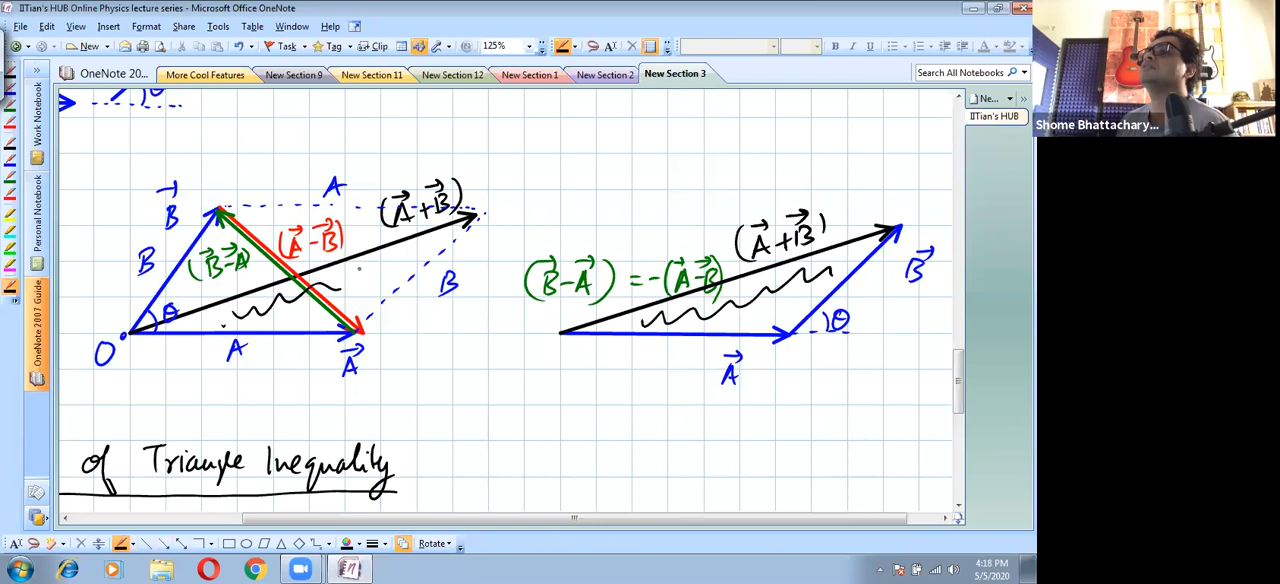 IITian's HUB Online Physics lecture series - Microsoft Office OneNote
File Edit View Insert Format Share Tools Table Window Help
New Task Tag Clip 125% A B I U A
OneNote 20... More Cool Features New Section 9 New Section 11 New Section 12 New Section 1 New Section 2 New Section 3 Search All Notebooks
Work Notebook
Personal Notebook
OneNote 2007 Guide
Ne...
IITian's HUB
Shome Bhattachary...
θ
B⃗
A
(A⃗+B⃗)
B
(B⃗-A⃗)
(A⃗-B⃗)
B
θ
O
A
A⃗
(A⃗+B⃗)
B⃗
(B⃗-A⃗) = -(A⃗-B⃗)
θ
A⃗
of Triangle Inequality
Rotate
4:18 PM
5/5/2020